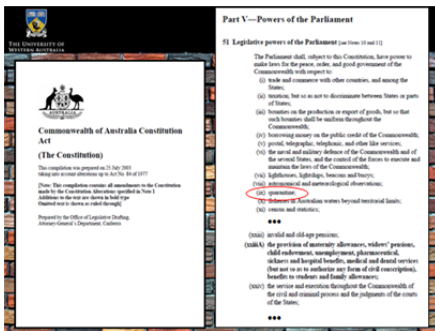 THE UNIVERSITY OF
WESTERN AUSTRALIA
Commonwealth of Australia Constitution
Act
(The Constitution)
This compilation was prepared on 25 July 2003
taking into account alterations up to Act No. 84 of 1977
[Note: This compilation contains all amendments to the Constitution
made by the Constitution Alterations specified in Note 1
Additions to the text are shown in bold type
Omitted text is shown as ruled through]
Prepared by the Office of Legislative Drafting,
Attorney-General's Department, Canberra
Part V—Powers of the Parliament
51 Legislative powers of the Parliament [see Notes 10 and 11]
The Parliament shall, subject to this Constitution, have power to
make laws for the peace, order, and good government of the
Commonwealth with respect to:
(i) trade and commerce with other countries, and among the
States;
(ii) taxation; but so as not to discriminate between States or parts
of States;
(iii) bounties on the production or export of goods, but so that
such bounties shall be uniform throughout the
Commonwealth;
(iv) borrowing money on the public credit of the Commonwealth;
(v) postal, telegraphic, telephonic, and other like services;
(vi) the naval and military defence of the Commonwealth and of
the several States, and the control of the forces to execute and
maintain the laws of the Commonwealth;
(vii) lighthouses, lightships, beacons and buoys;
(viii) astronomical and meteorological observations;
(ix) quarantine;
(x) fisheries in Australian waters beyond territorial limits;
(xi) census and statistics;
•••
(xxiii) invalid and old-age pensions;
(xxiiiA) the provision of maternity allowances, widows' pensions,
child endowment, unemployment, pharmaceutical,
sickness and hospital benefits, medical and dental services
(but not so as to authorize any form of civil conscription),
benefits to students and family allowances;
(xxiv) the service and execution throughout the Commonwealth of
the civil and criminal process and the judgments of the courts
of the States;
•••